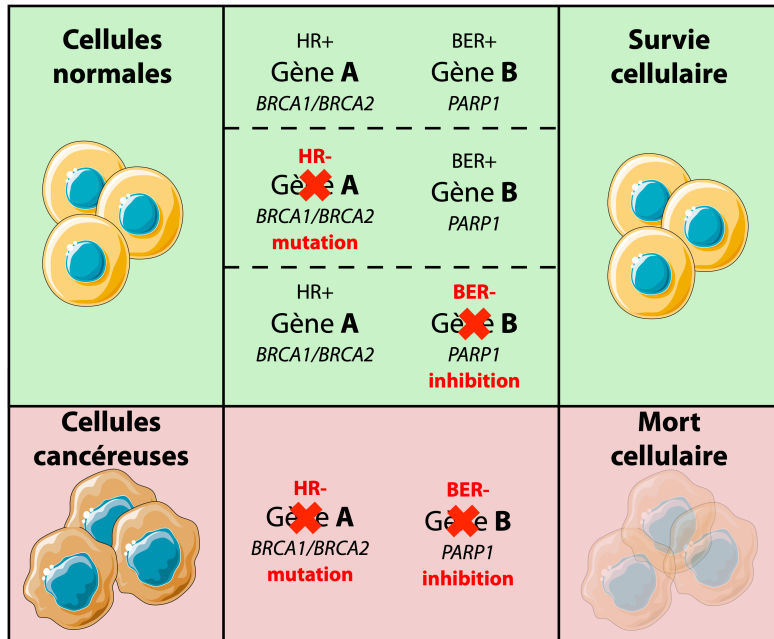 Cellules
normales
HR+
Gène A
BRCA1/BRCA2
BER+
Gène B
PARP1
Survie
cellulaire
HR-
Gène A
BRCA1/BRCA2
mutation
BER+
Gène B
PARP1
HR+
Gène A
BRCA1/BRCA2
BER-
Gène B
PARP1
inhibition
Cellules
cancéreuses
HR-
Gène A
BRCA1/BRCA2
mutation
BER-
Gène B
PARP1
inhibition
Mort
cellulaire